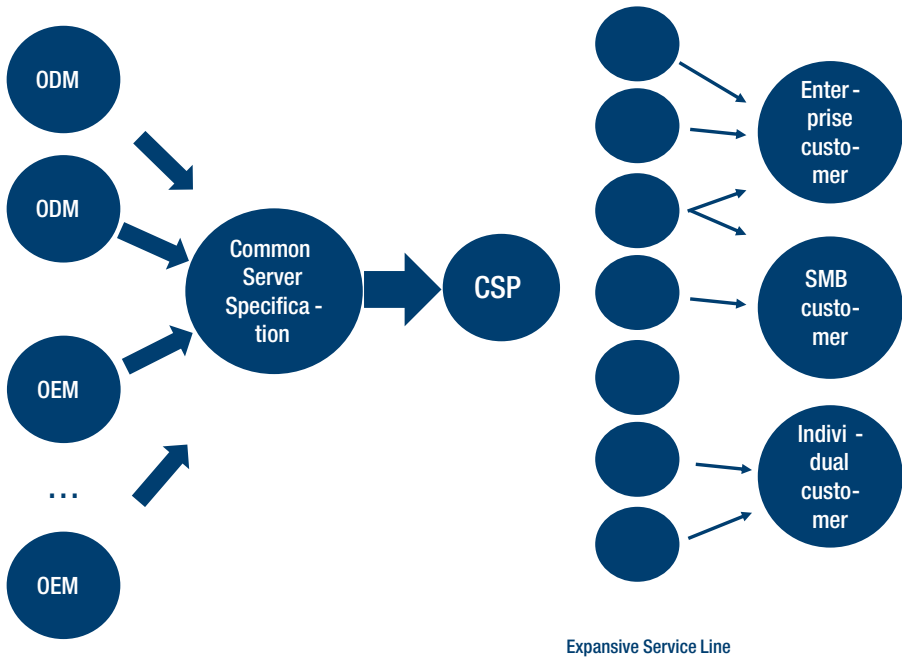 ODM
ODM
OEM
...
OEM
Common
Server
Specifica -
tion
CSP
Enter -
prise
custo-
mer
SMB
custo-
mer
Indivi -
dual
custo-
mer
Expansive Service Line